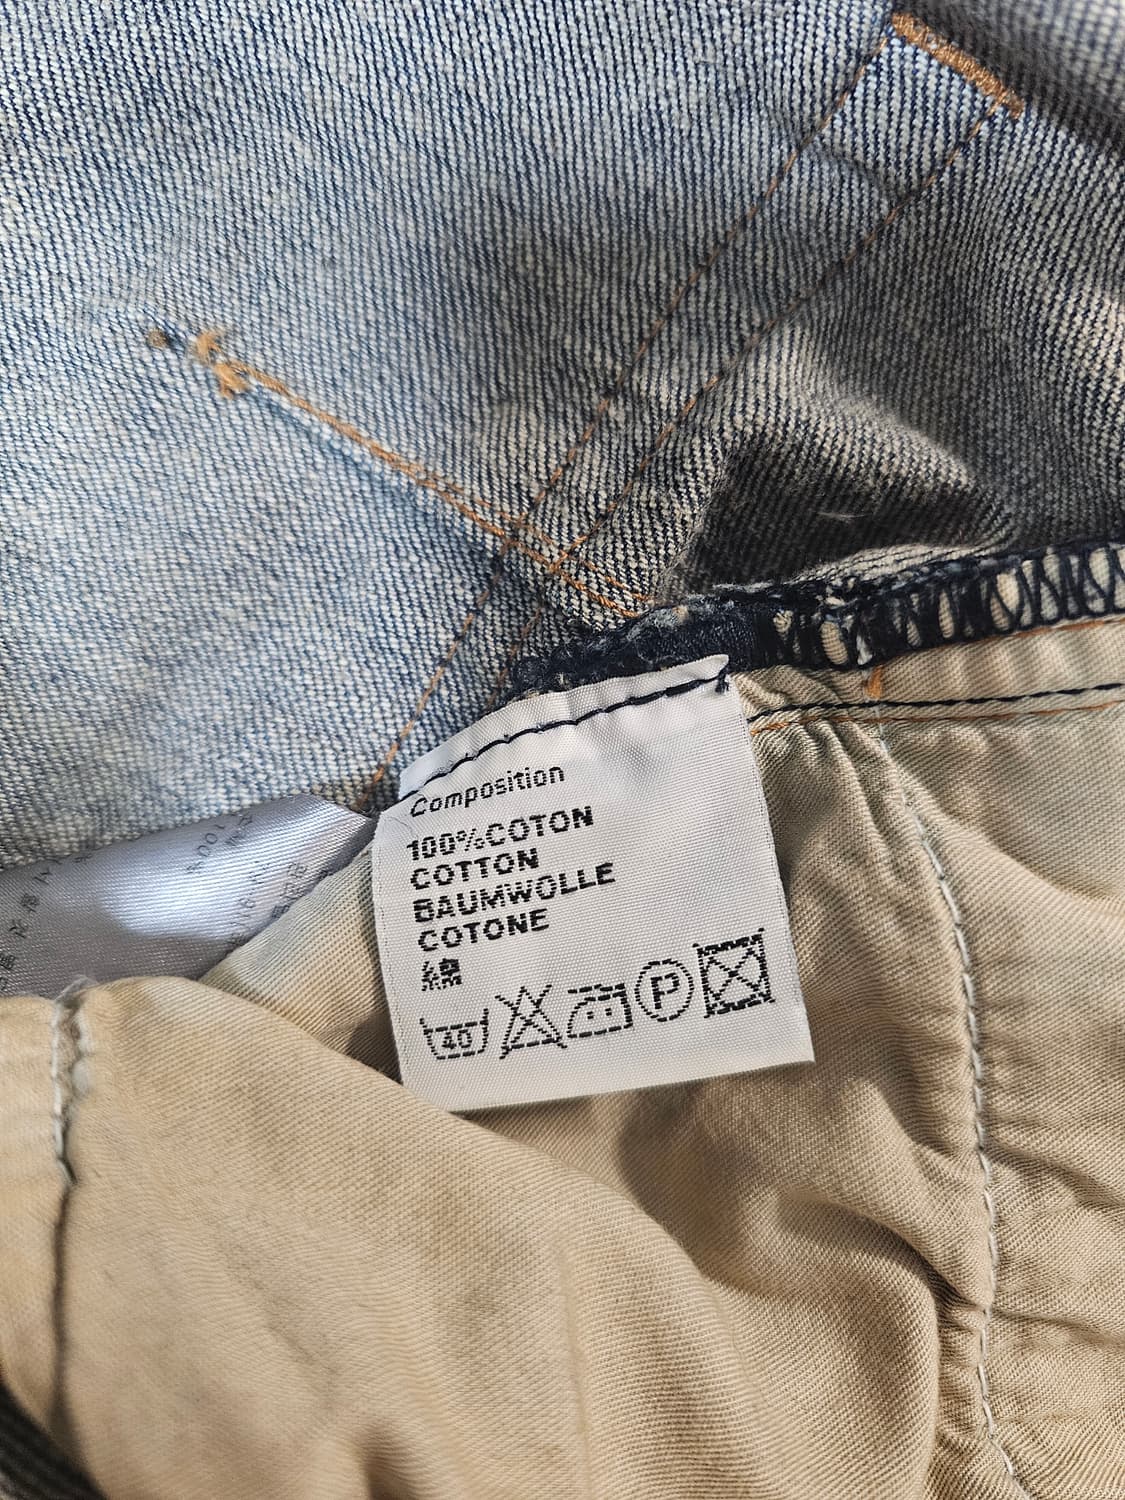 Composition
100%COTON
COTTON
BAUMWOLLE
COTONE
綿
40 P